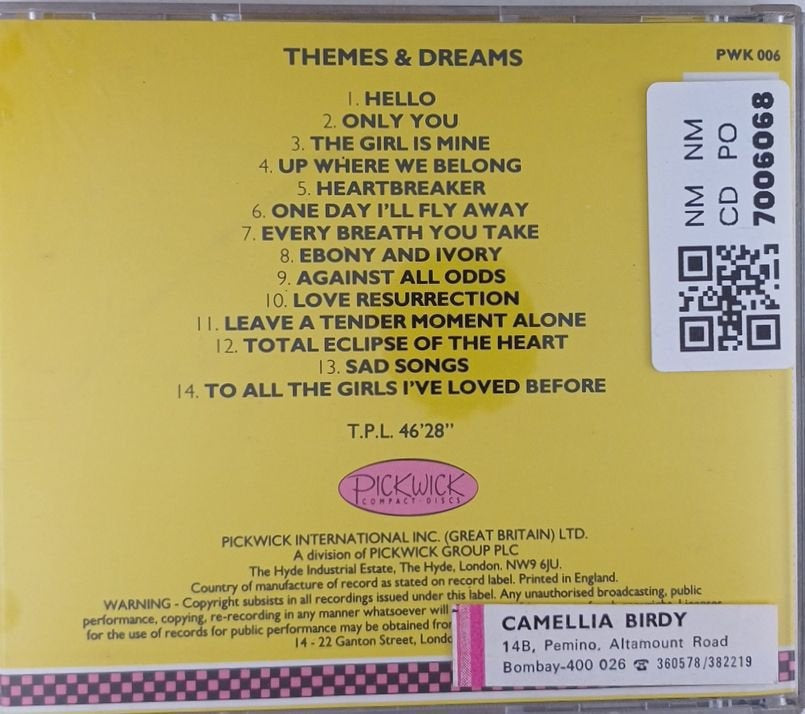 THEMES & DREAMS
PWK 006
1. HELLO
2. ONLY YOU
3. THE GIRL IS MINE
4. UP WHERE WE BELONG
5. HEARTBREAKER
6. ONE DAY I'LL FLY AWAY
7. EVERY BREATH YOU TAKE
8. EBONY AND IVORY
9. AGAINST ALL ODDS
10. LOVE RESURRECTION
11. LEAVE A TENDER MOMENT ALONE
12. TOTAL ECLIPSE OF THE HEART
13. SAD SONGS
14. TO ALL THE GIRLS I'VE LOVED BEFORE
T.P.L. 46'28"
PICKWICK
COMPACT·DISCS
PICKWICK INTERNATIONAL INC. (GREAT BRITAIN) LTD.
A division of PICKWICK GROUP PLC
The Hyde Industrial Estate, The Hyde, London. NW9 6JU.
Country of manufacture of record as stated on record label. Printed in England.
WARNING - Copyright subsists in all recordings issued under this label. Any unauthorised broadcasting, public
performance, copying, re-recording in any manner whatsoever will
for the use of records for public performance may be obtained from
14 - 22 Ganton Street, Lond
NM NM
CD PO
7006068
CAMELLIA BIRDY
14B, Pemino, Altamount Road
Bombay-400 026 ☎ 360578/382219